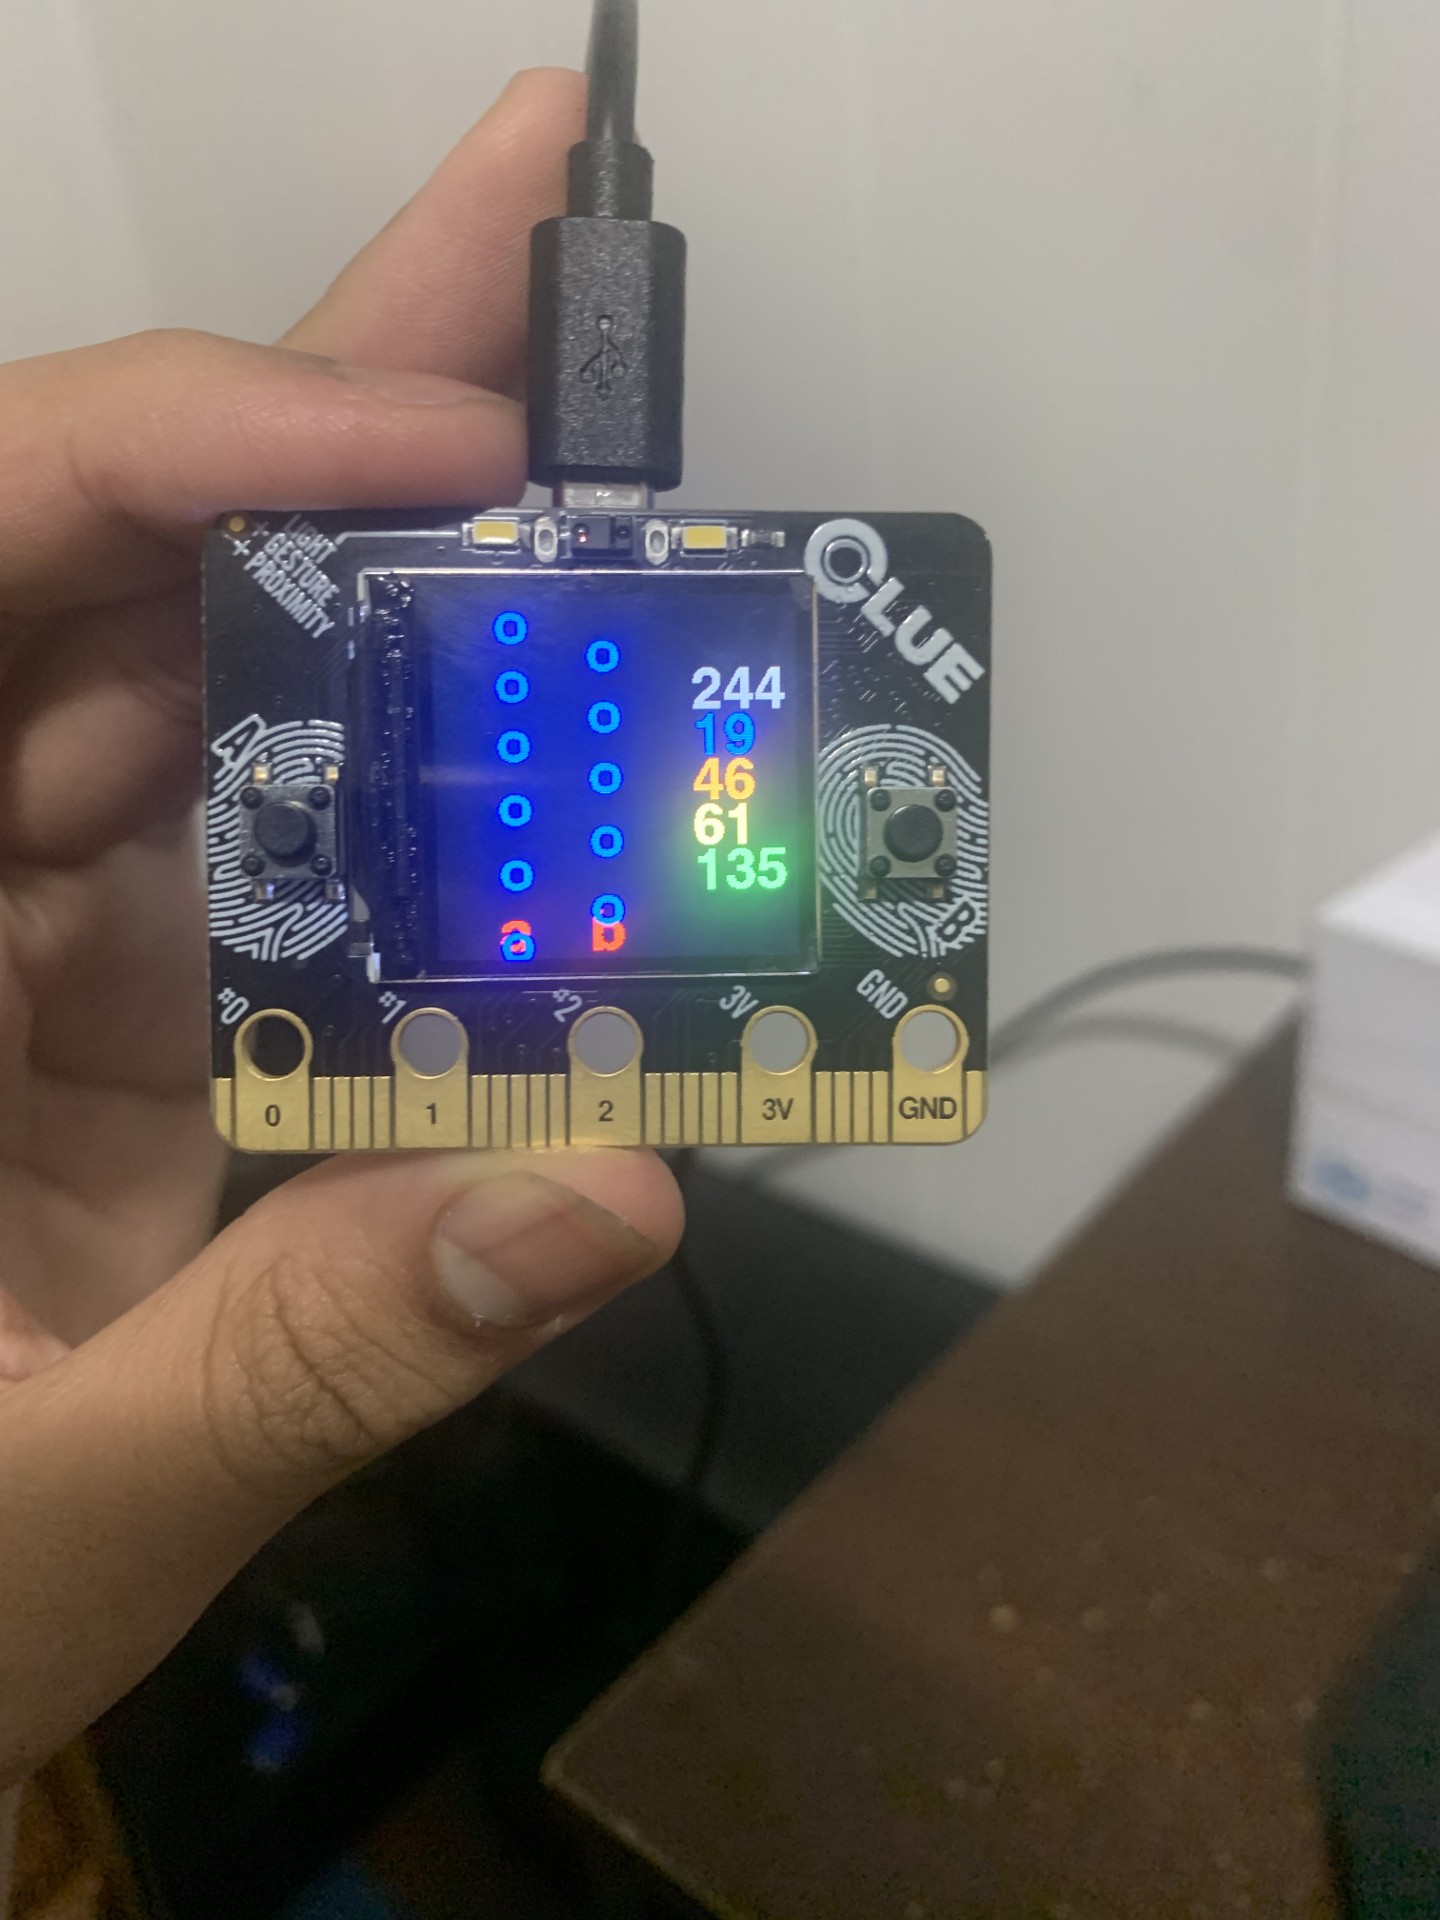 + LIGHT
+ GESTURE
+ PROXIMITY
CLUE
A
B
o
o
o
o
o
o
o
o
o
o
o
a
b
244
19
46
61
135
#0
#1
#2
3V
GND
0
1
2
3V
GND